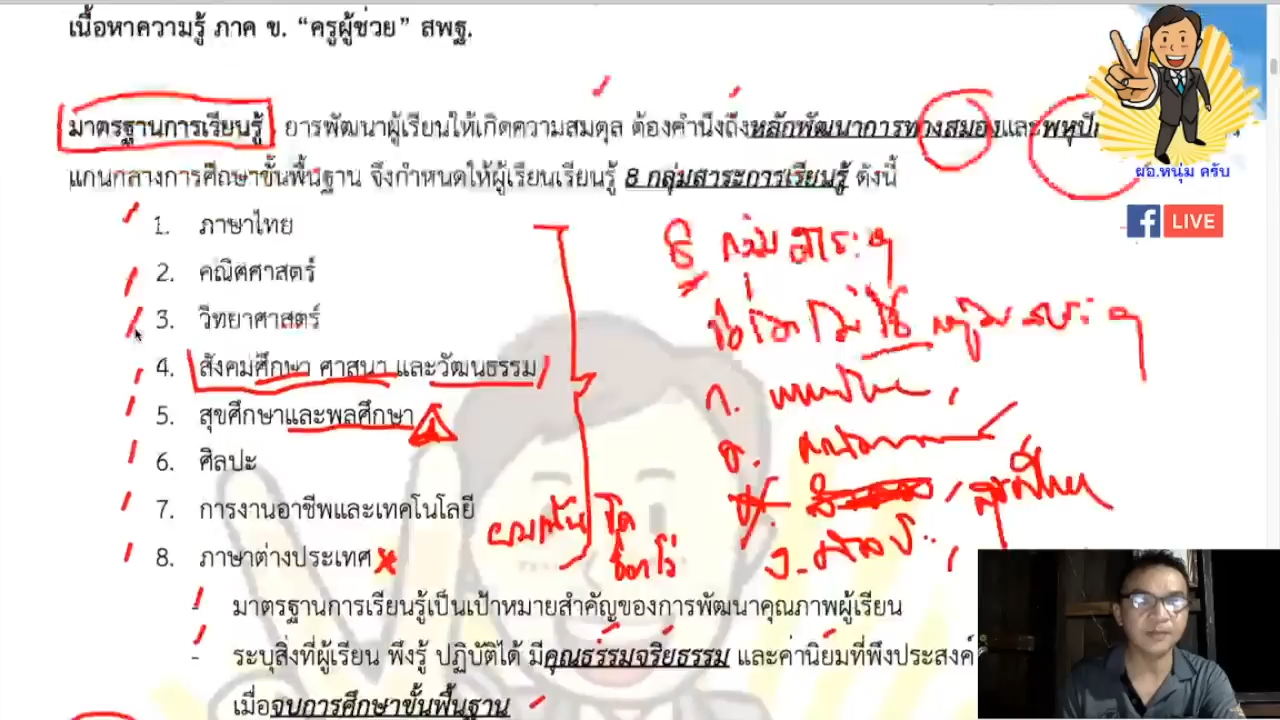 เนื้อหาความรู้ ภาค ข. “ครูผู้ช่วย” สพฐ.
มาตรฐานการเรียนรู้ ยารพัฒนาผู้เรียนให้เกิดความสมดุล ต้องคำนึงถึงหลักพัฒนาการทางสมองและพหุปั
แกนกลางการศึกษาขั้นพื้นฐาน จึงกำหนดให้ผู้เรียนเรียนรู้ 8 กลุ่มสาระการเรียนรู้ ดังนี้
ผอ.หนุ่ม ครับ
f LIVE
1. ภาษาไทย
2. คณิตศาสตร์
3. วิทยาศาสตร์
4. สังคมศึกษา ศาสนา และวัฒนธรรม
5. สุขศึกษาและพลศึกษา
6. ศิลปะ
7. การงานอาชีพและเทคโนโลยี
8. ภาษาต่างประเทศ
8 กลุ่มสาระฯ
ก.
ข.
ง.
- มาตรฐานการเรียนรู้เป็นเป้าหมายสำคัญของการพัฒนาคุณภาพผู้เรียน
- ระบุสิ่งที่ผู้เรียน พึงรู้ ปฏิบัติได้ มีคุณธรรมจริยธรรม และค่านิยมที่พึงประสงค์
เมื่อจบการศึกษาขั้นพื้นฐาน